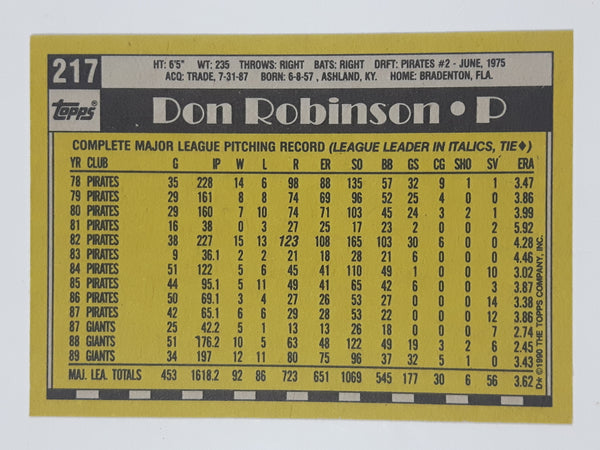 217
HT: 6'5" WT: 235 THROWS: RIGHT BATS: RIGHT DRFT: PIRATES #2 - JUNE, 1975
ACQ: TRADE, 7-31-87 BORN: 6-8-57, ASHLAND, KY. HOME: BRADENTON, FLA.
Topps®
Don Robinson • P
COMPLETE MAJOR LEAGUE PITCHING RECORD (LEAGUE LEADER IN ITALICS, TIE♦)
YR CLUB G IP W L R ER SO BB GS CG SHO SV ERA
78 PIRATES 35 228 14 6 98 88 135 57 32 9 1 1 3.47
79 PIRATES 29 161 8 8 74 69 96 52 25 4 0 0 3.86
80 PIRATES 29 160 7 10 74 71 103 45 24 3 2 1 3.99
81 PIRATES 16 38 0 3 27 25 17 23 2 0 0 2 5.92
82 PIRATES 38 227 15 13 123 108 165 103 30 6 0 0 4.28
83 PIRATES 9 36.1 2 2 21 18 28 21 6 0 0 0 4.46
84 PIRATES 51 122 5 6 45 41 110 49 1 0 0 10 3.02
85 PIRATES 44 95.1 5 11 49 41 65 42 6 0 0 3 3.87
86 PIRATES 50 69.1 3 4 27 26 53 27 0 0 0 14 3.38
87 PIRATES 42 65.1 6 6 29 28 53 22 0 0 0 12 3.86
87 GIANTS 25 42.2 5 1 13 13 26 18 0 0 0 7 2.74
88 GIANTS 51 176.2 10 5 63 48 122 49 19 3 2 6 2.45
89 GIANTS 34 197 12 11 80 75 96 37 32 5 1 0 3.43
MAJ. LEA. TOTALS 453 1618.2 92 86 723 651 1069 545 177 30 6 56 3.62
D* ©1990 THE TOPPS COMPANY, INC.